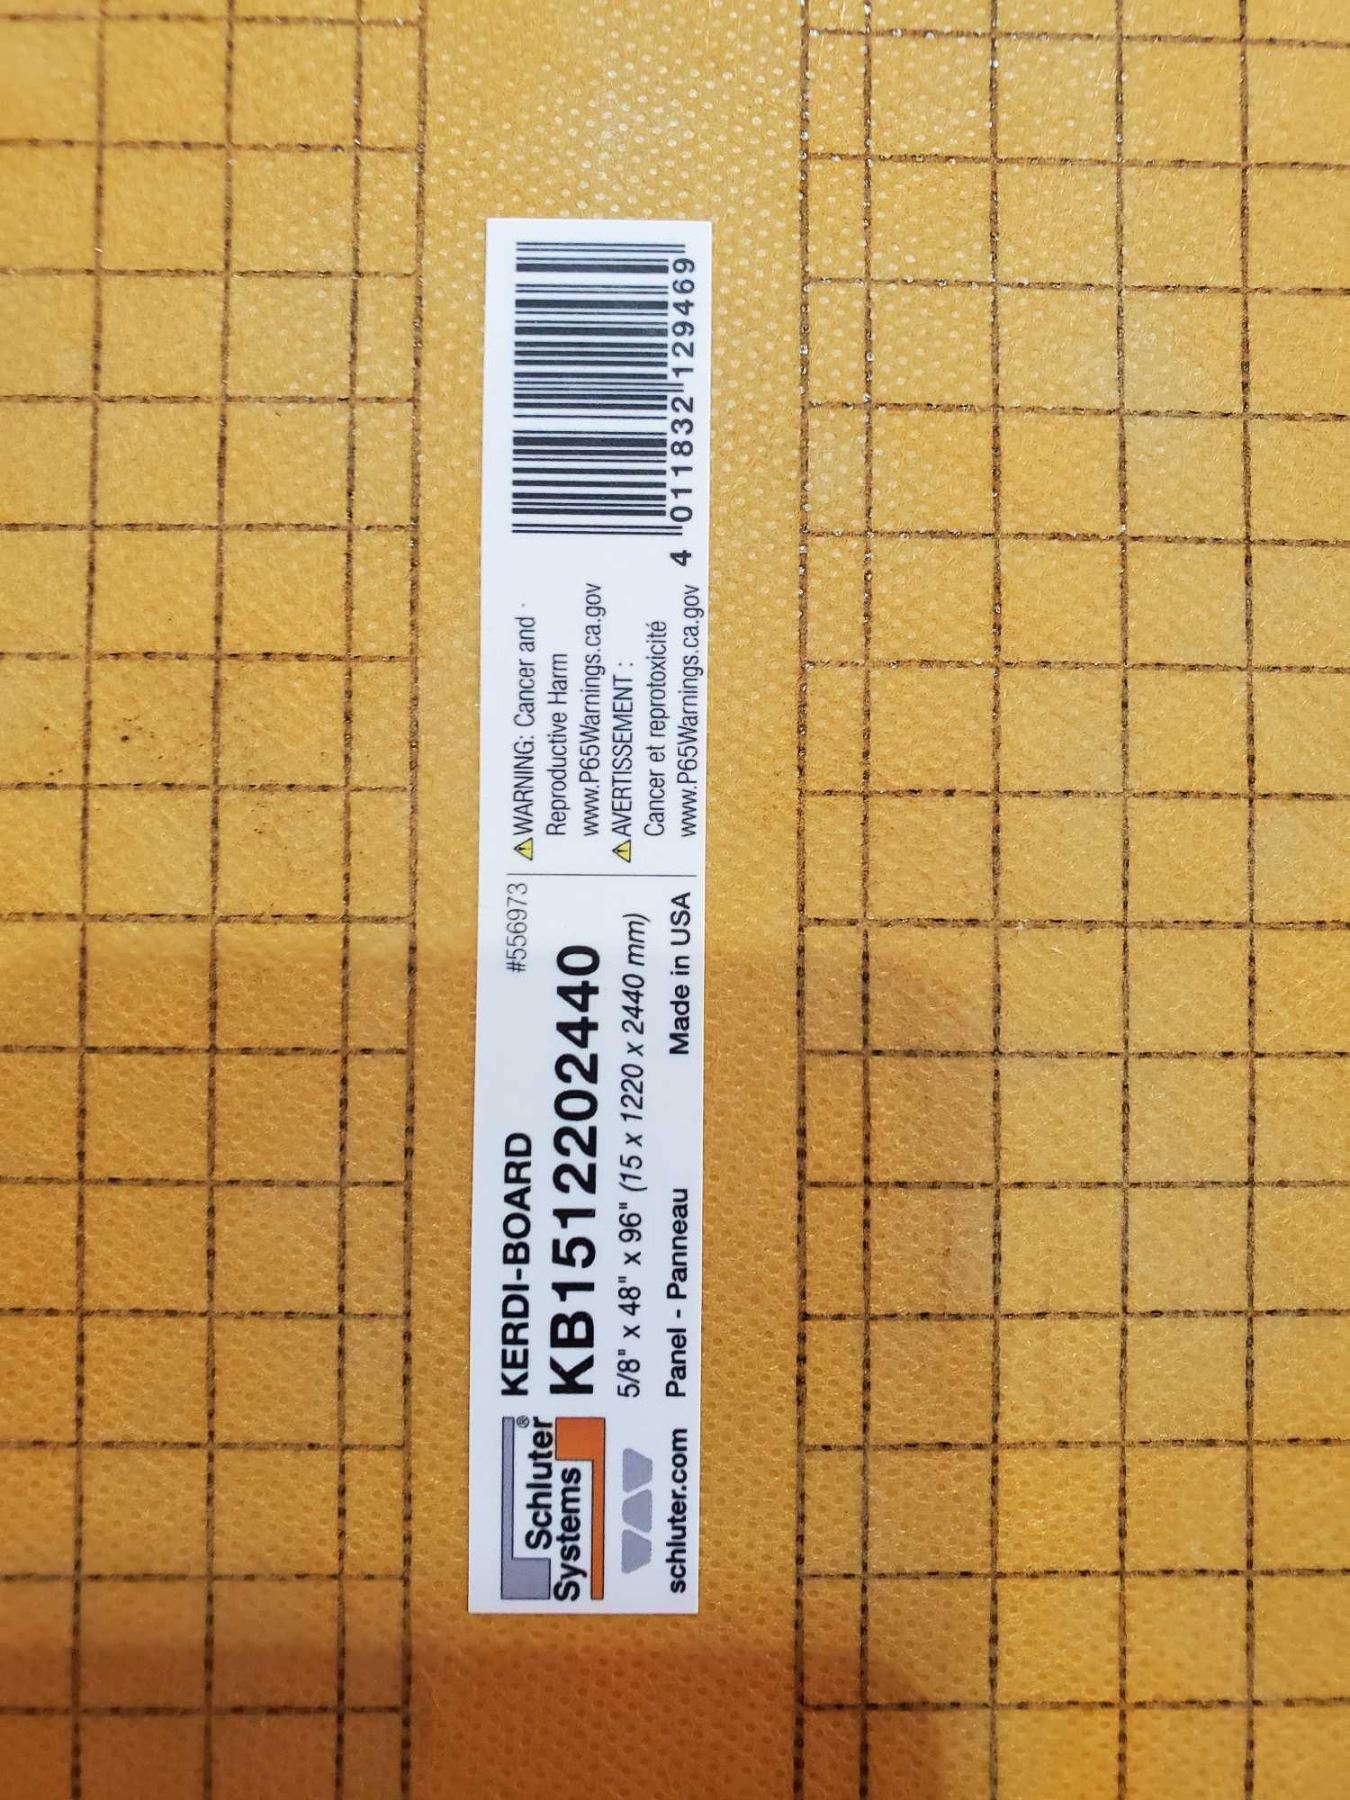 Schluter®
Systems
schluter.com
KERDI-BOARD
#556973
KB1512202440
5/8" x 48" x 96" (15 x 1220 x 2440 mm)
Panel - Panneau
Made in USA
WARNING: Cancer and
Reproductive Harm
www.P65Warnings.ca.gov
AVERTISSEMENT :
Cancer et reprotoxicité
www.P65Warnings.ca.gov
4 011832 129469